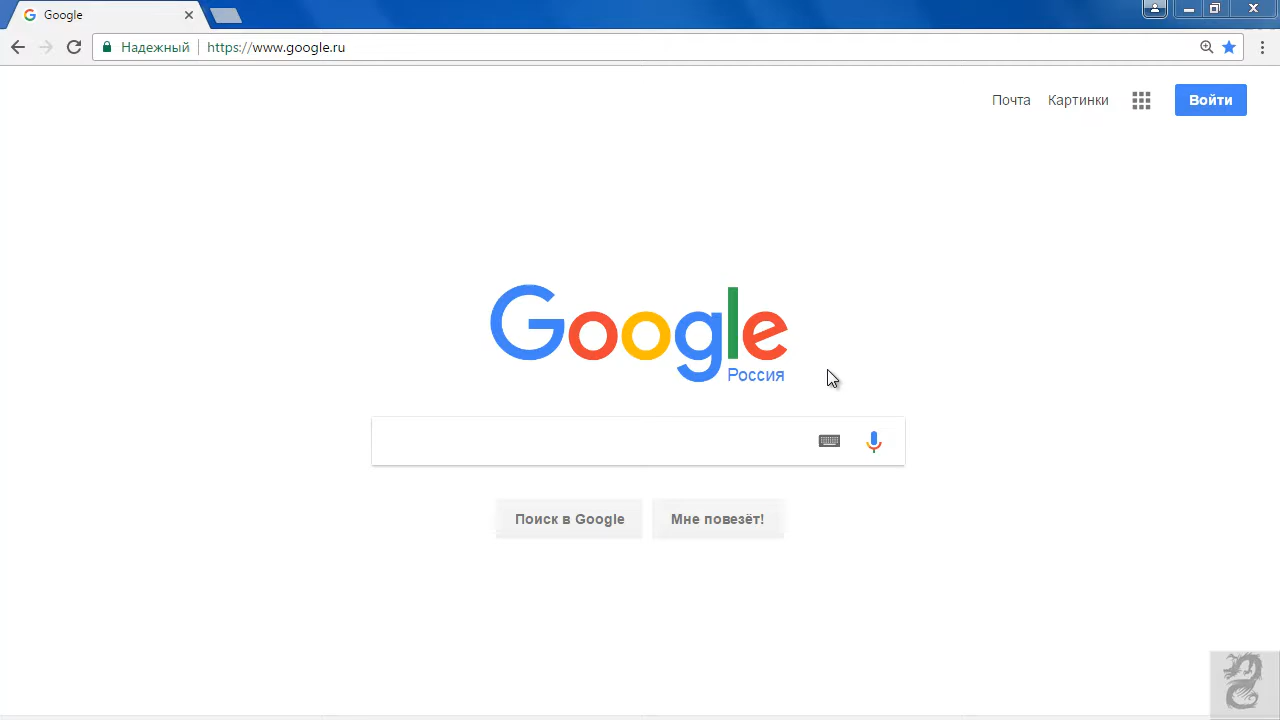 Google
Надежный https://www.google.ru
Почта Картинки Войти
Google
Россия
Поиск в Google Мне повезёт!